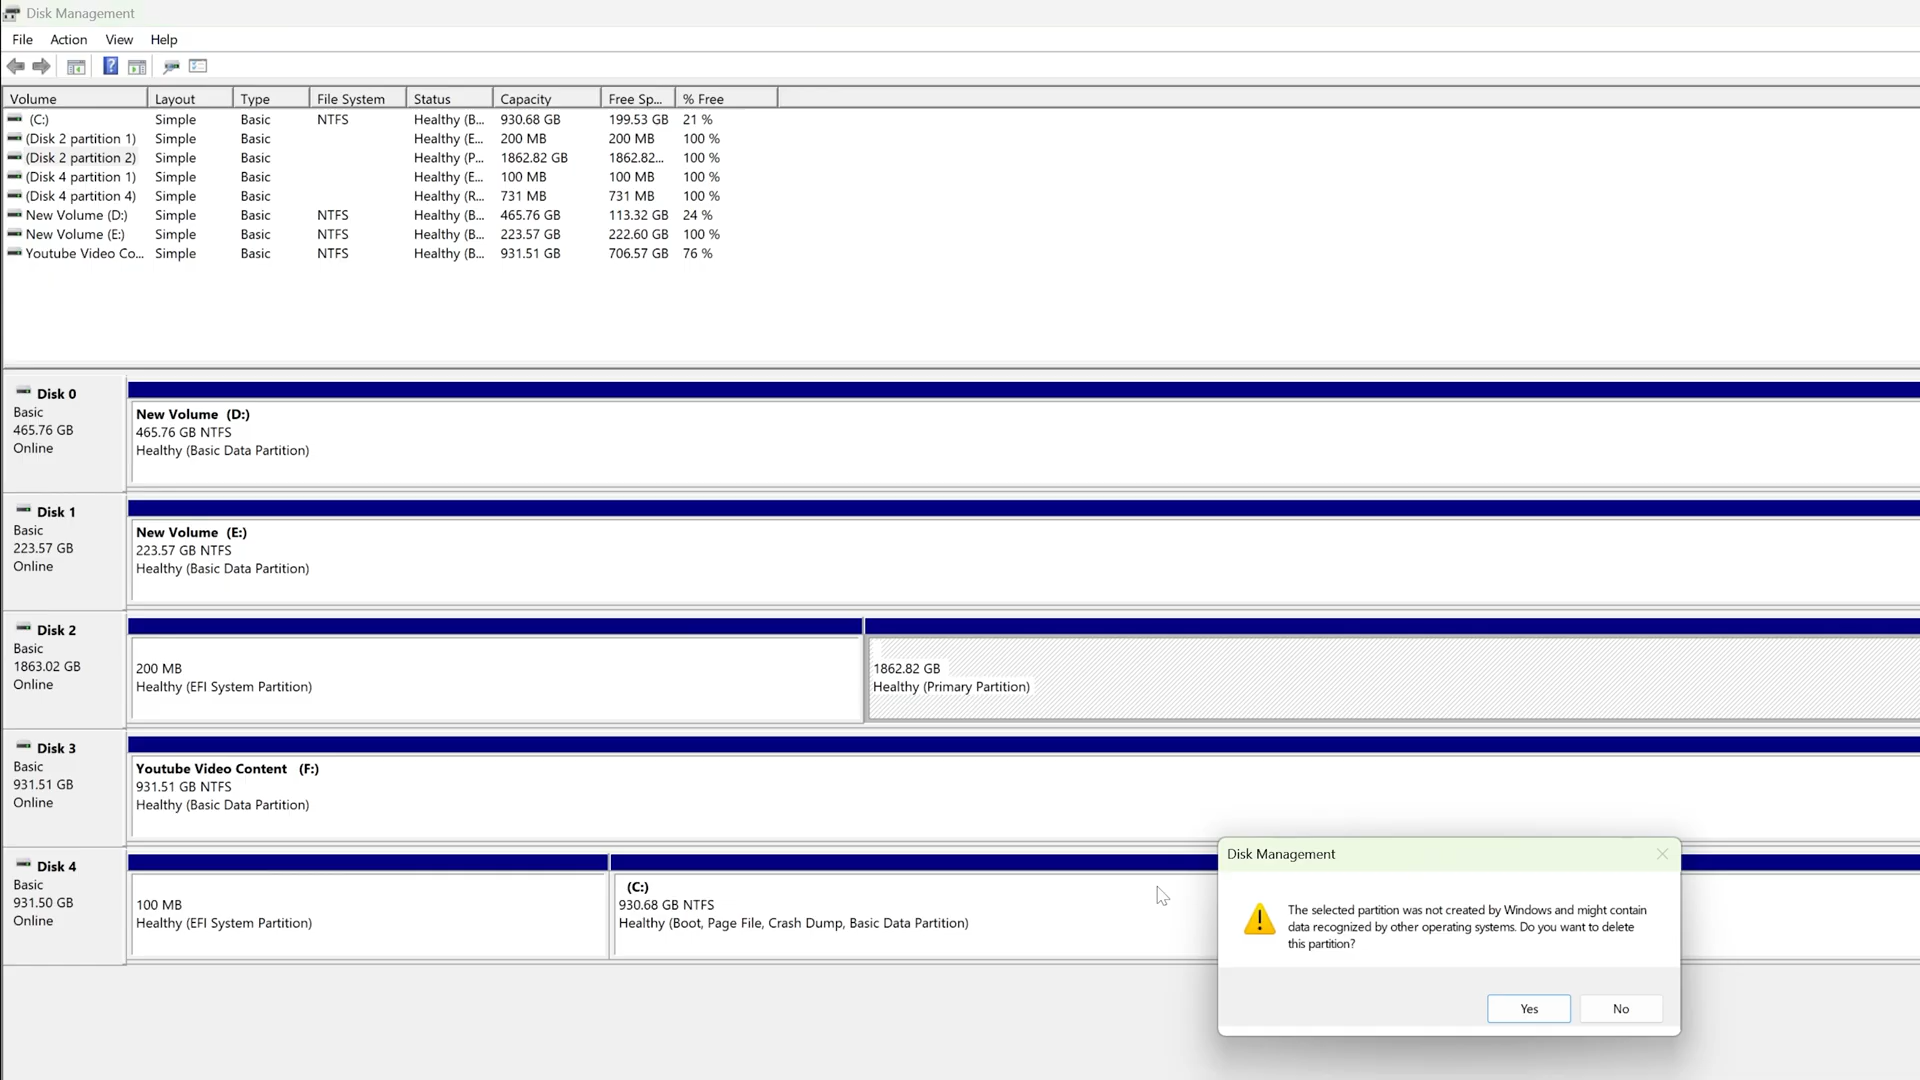 Disk Management
File Action View Help
Volume Layout Type File System Status Capacity Free Sp... % Free
(C:) Simple Basic NTFS Healthy (B... 930.68 GB 199.53 GB 21 %
(Disk 2 partition 1) Simple Basic Healthy (E... 200 MB 200 MB 100 %
(Disk 2 partition 2) Simple Basic Healthy (P... 1862.82 GB 1862.82... 100 %
(Disk 4 partition 1) Simple Basic Healthy (E... 100 MB 100 MB 100 %
(Disk 4 partition 4) Simple Basic Healthy (R... 731 MB 731 MB 100 %
New Volume (D:) Simple Basic NTFS Healthy (B... 465.76 GB 113.32 GB 24 %
New Volume (E:) Simple Basic NTFS Healthy (B... 223.57 GB 222.60 GB 100 %
Youtube Video Co... Simple Basic NTFS Healthy (B... 931.51 GB 706.57 GB 76 %
Disk 0
Basic
465.76 GB
Online
New Volume (D:)
465.76 GB NTFS
Healthy (Basic Data Partition)
Disk 1
Basic
223.57 GB
Online
New Volume (E:)
223.57 GB NTFS
Healthy (Basic Data Partition)
Disk 2
Basic
1863.02 GB
Online
200 MB
Healthy (EFI System Partition)
1862.82 GB
Healthy (Primary Partition)
Disk 3
Basic
931.51 GB
Online
Youtube Video Content (F:)
931.51 GB NTFS
Healthy (Basic Data Partition)
Disk 4
Basic
931.50 GB
Online
100 MB
Healthy (EFI System Partition)
(C:)
930.68 GB NTFS
Healthy (Boot, Page File, Crash Dump, Basic Data Partition)
Disk Management
The selected partition was not created by Windows and might contain
data recognized by other operating systems. Do you want to delete
this partition?
Yes No